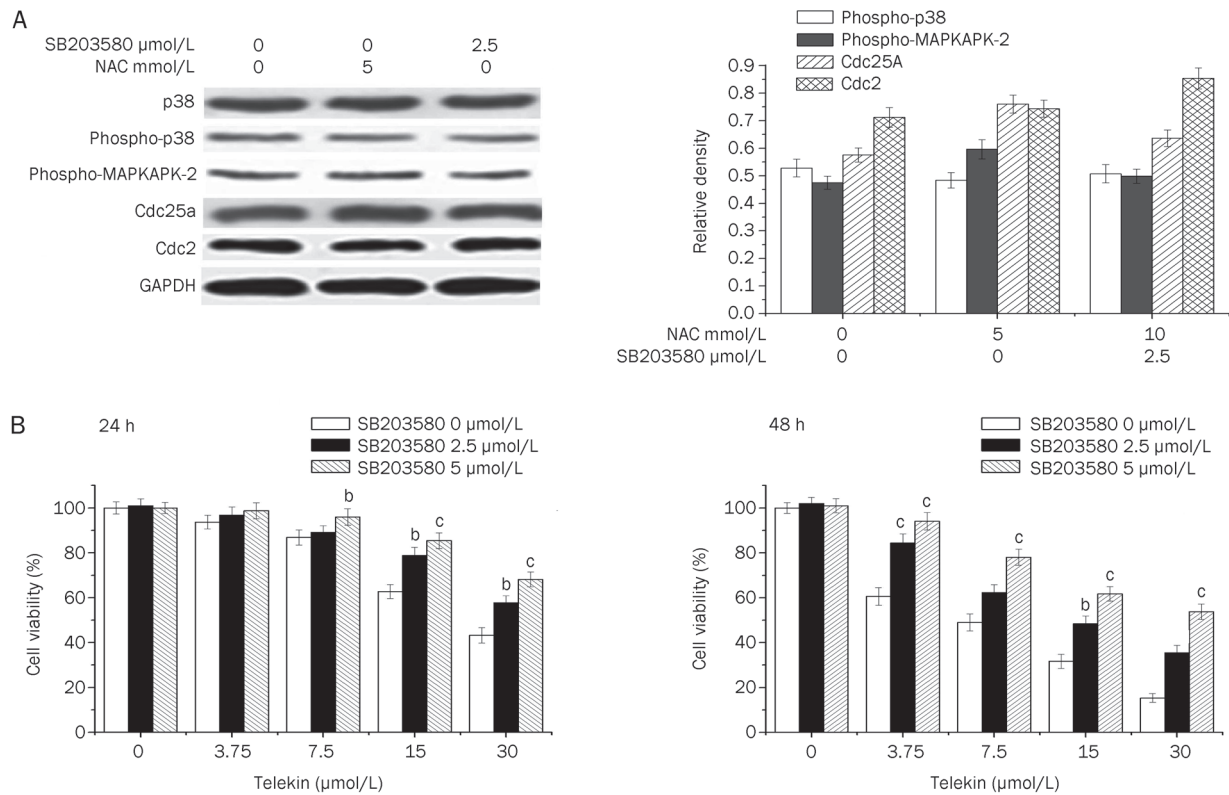 A
SB203580 μmol/L 0 0 2.5
NAC mmol/L 0 5 0
p38
Phospho-p38
Phospho-MAPKAPK-2
Cdc25a
Cdc2
GAPDH
Phospho-p38
Phospho-MAPKAPK-2
Cdc25A
Cdc2
Relative density
0.9
0.8
0.7
0.6
0.5
0.4
0.3
0.2
0.1
0.0
NAC mmol/L 0 5 10
SB203580 μmol/L 0 0 2.5
B
24 h
SB203580 0 μmol/L
SB203580 2.5 μmol/L
SB203580 5 μmol/L
Cell viability (%)
100
80
60
40
20
0
b
b c
b c
0 3.75 7.5 15 30
Telekin (μmol/L)
48 h
SB203580 0 μmol/L
SB203580 2.5 μmol/L
SB203580 5 μmol/L
Cell viability (%)
100
80
60
40
20
0
c c
c
b c
c
0 3.75 7.5 15 30
Telekin (μmol/L)